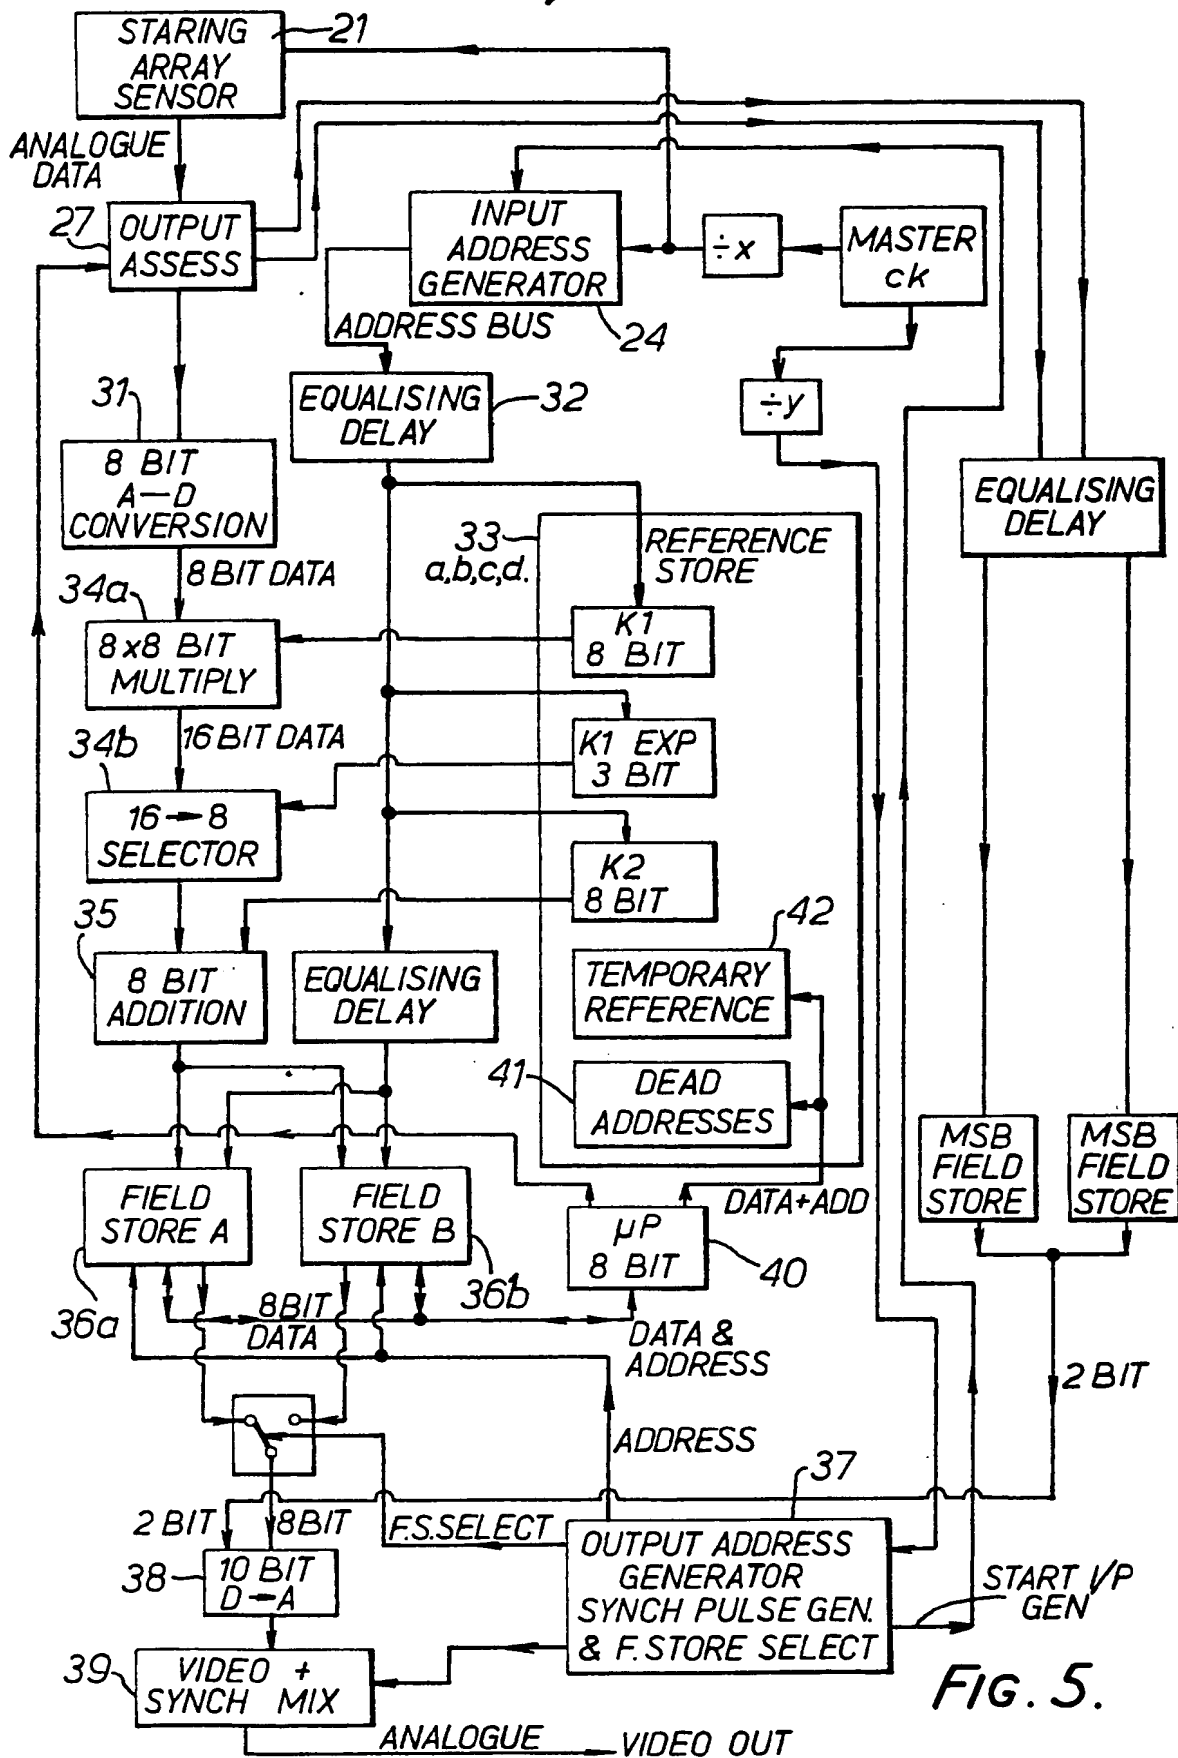 STARING
ARRAY
SENSOR
21
ANALOGUE
DATA
27
OUTPUT
ASSESS
INPUT
ADDRESS
GENERATOR
÷x
MASTER
ck
ADDRESS BUS
24
÷y
31
EQUALISING
DELAY
32
8 BIT
A—D
CONVERSION
EQUALISING
DELAY
33
a,b,c,d.
REFERENCE
STORE
8 BIT DATA
34a
8x8 BIT
MULTIPLY
K1
8 BIT
16 BIT DATA
34b
K1 EXP
3 BIT
16→8
SELECTOR
K2
8 BIT
35
42
8 BIT
ADDITION
EQUALISING
DELAY
TEMPORARY
REFERENCE
41
DEAD
ADDRESSES
MSB
FIELD
STORE
MSB
FIELD
STORE
FIELD
STORE A
FIELD
STORE B
DATA+ADD
µP
8 BIT
40
36a
36b
8BIT
DATA
DATA &
ADDRESS
2 BIT
ADDRESS
37
2 BIT
8BIT
F.S.SELECT
OUTPUT ADDRESS
GENERATOR
SYNCH PULSE GEN.
& F.STORE SELECT
38
10 BIT
D→A
START I/P
GEN
39
VIDEO +
SYNCH MIX
FIG. 5.
ANALOGUE
VIDEO OUT